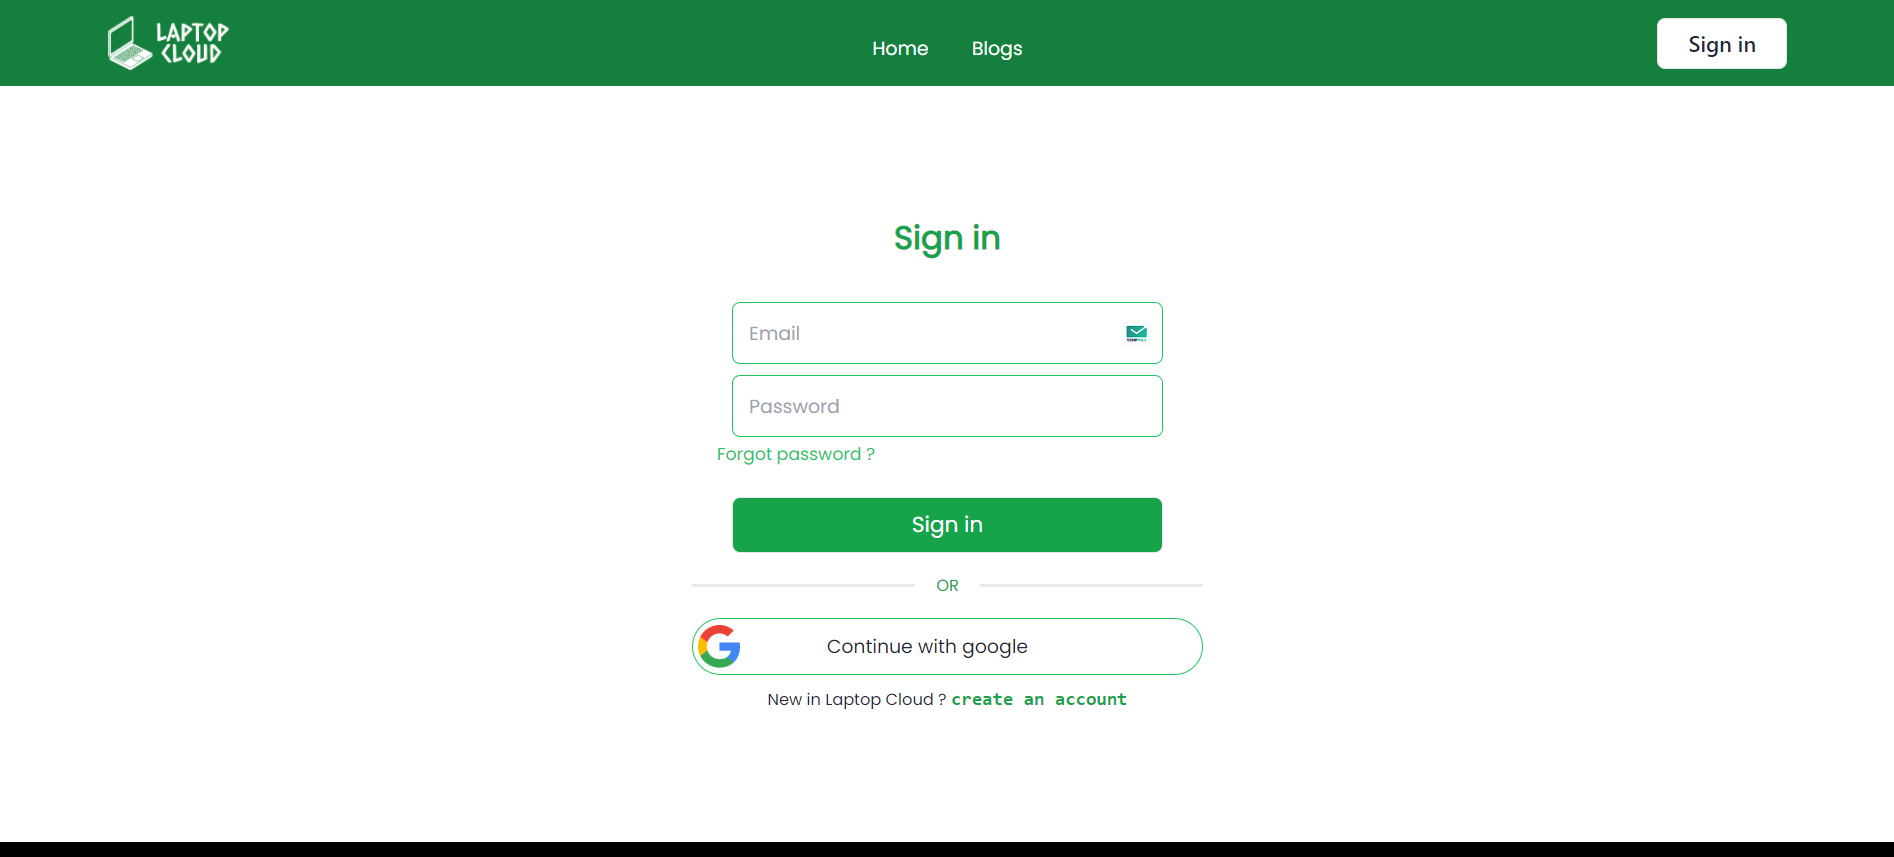 LAPTOP
CLOUD
Home
Blogs
Sign in
Sign in
Email
Password
Forgot password ?
Sign in
OR
Continue with google
New in Laptop Cloud ? create an account